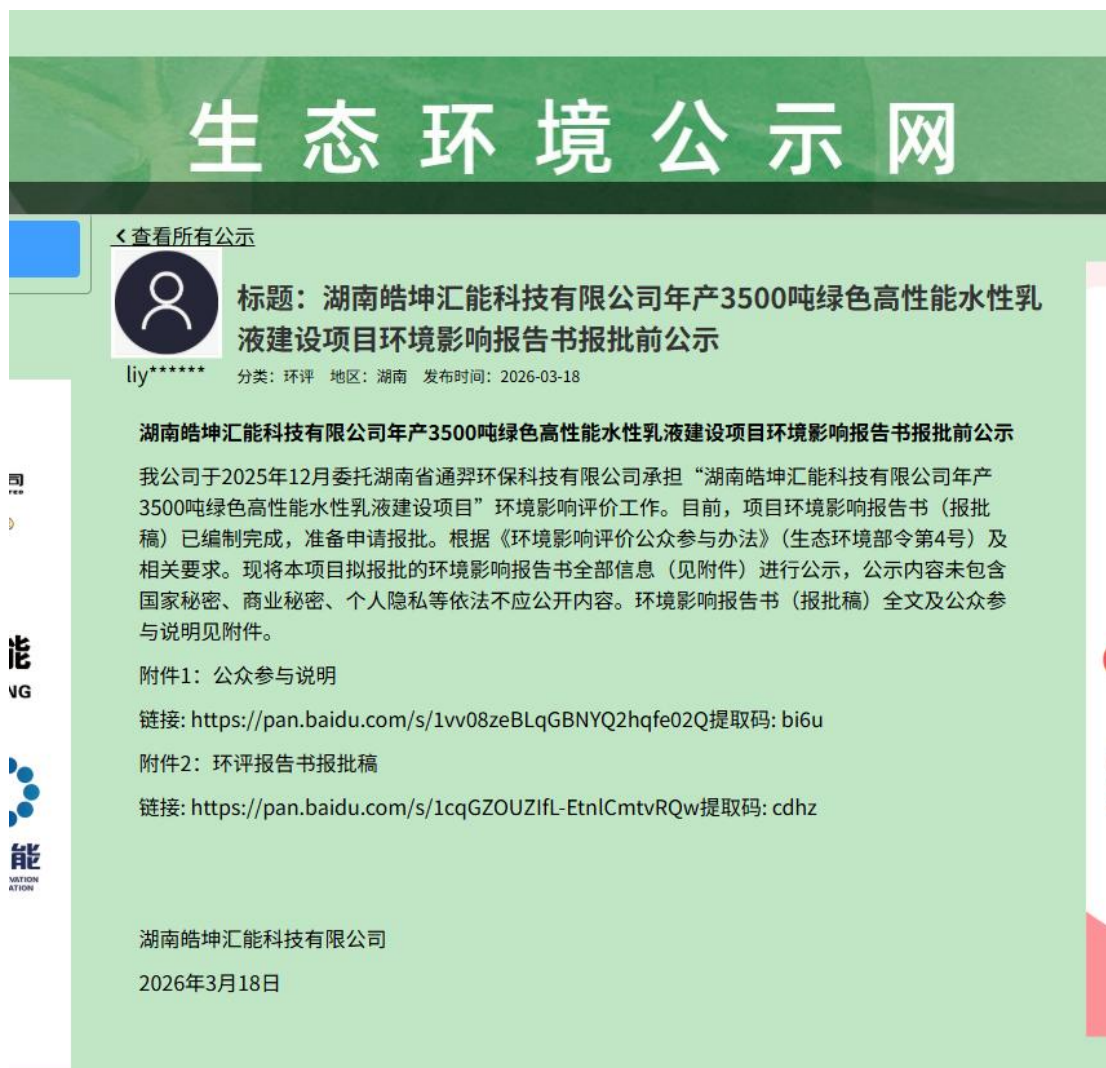 生态环境公示网
查看所有公示
标题：湖南皓坤汇能科技有限公司年产3500吨绿色高性能水性乳
液建设项目环境影响报告书报批前公示
liy******
分类：环评 地区：湖南 发布时间：2026-03-18
湖南皓坤汇能科技有限公司年产3500吨绿色高性能水性乳液建设项目环境影响报告书报批前公示
我公司于2025年12月委托湖南省通羿环保科技有限公司承担“湖南皓坤汇能科技有限公司年产
3500吨绿色高性能水性乳液建设项目”环境影响评价工作。目前，项目环境影响报告书（报批
稿）已编制完成，准备申请报批。根据《环境影响评价公众参与办法》（生态环境部令第4号）及
相关要求。现将本项目拟报批的环境影响报告书全部信息（见附件）进行公示，公示内容未包含
国家秘密、商业秘密、个人隐私等依法不应公开内容。环境影响报告书（报批稿）全文及公众参
与说明见附件。
附件1：公众参与说明
链接: https://pan.baidu.com/s/1vv08zeBLqGBNYQ2hqfe02Q提取码: bi6u
附件2：环评报告书报批稿
链接: https://pan.baidu.com/s/1cqGZOUZIfL-EtnlCmtvRQw提取码: cdhz
湖南皓坤汇能科技有限公司
2026年3月18日
司
能
NG
能
VATION
ATION